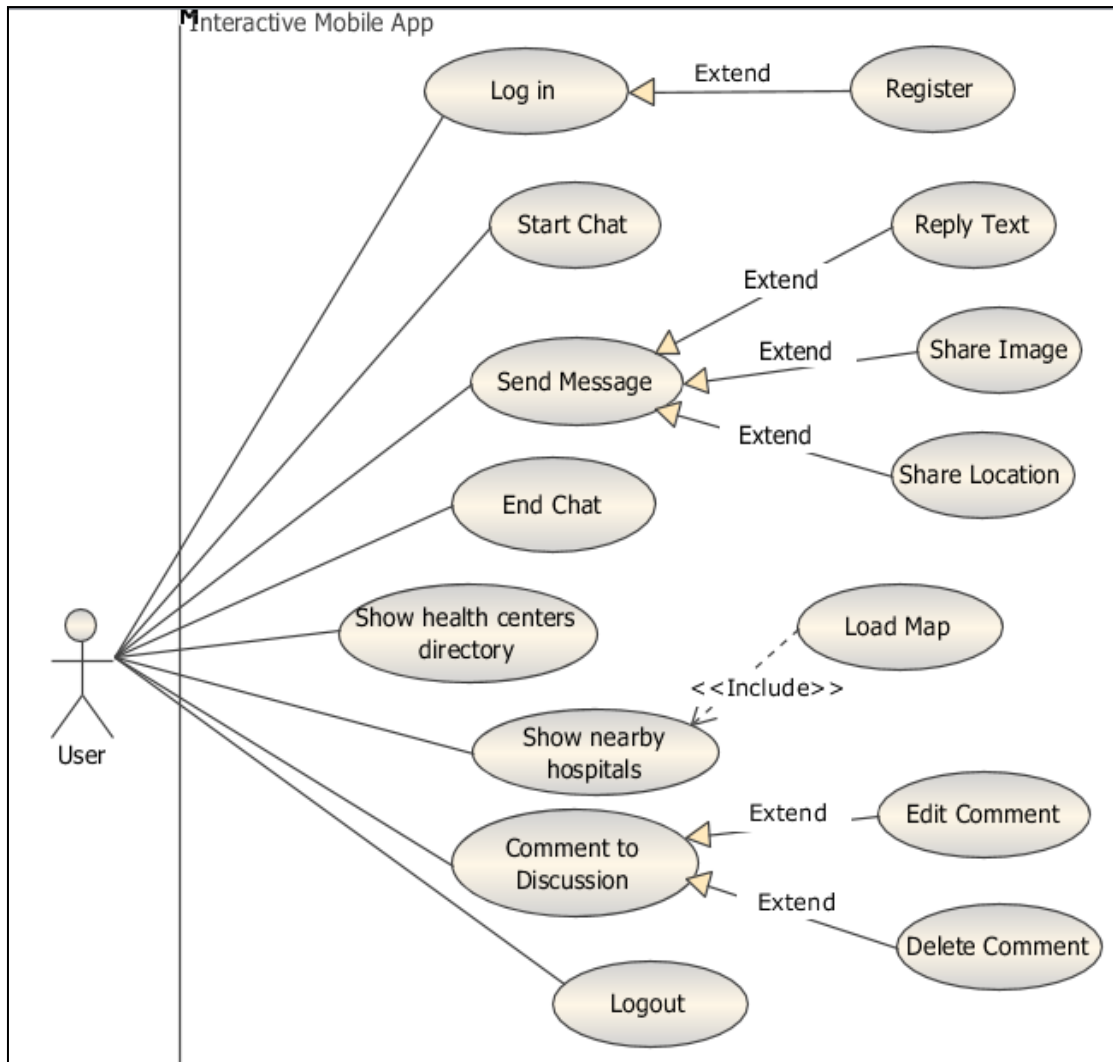 M
Interactive Mobile App
Log in
Extend
Register
Start Chat
Reply Text
Extend
Send Message
Extend
Share Image
Extend
Share Location
End Chat
Show health centers
directory
Load Map
<<Include>>
User
Show nearby
hospitals
Comment to
Discussion
Extend
Edit Comment
Extend
Delete Comment
Logout